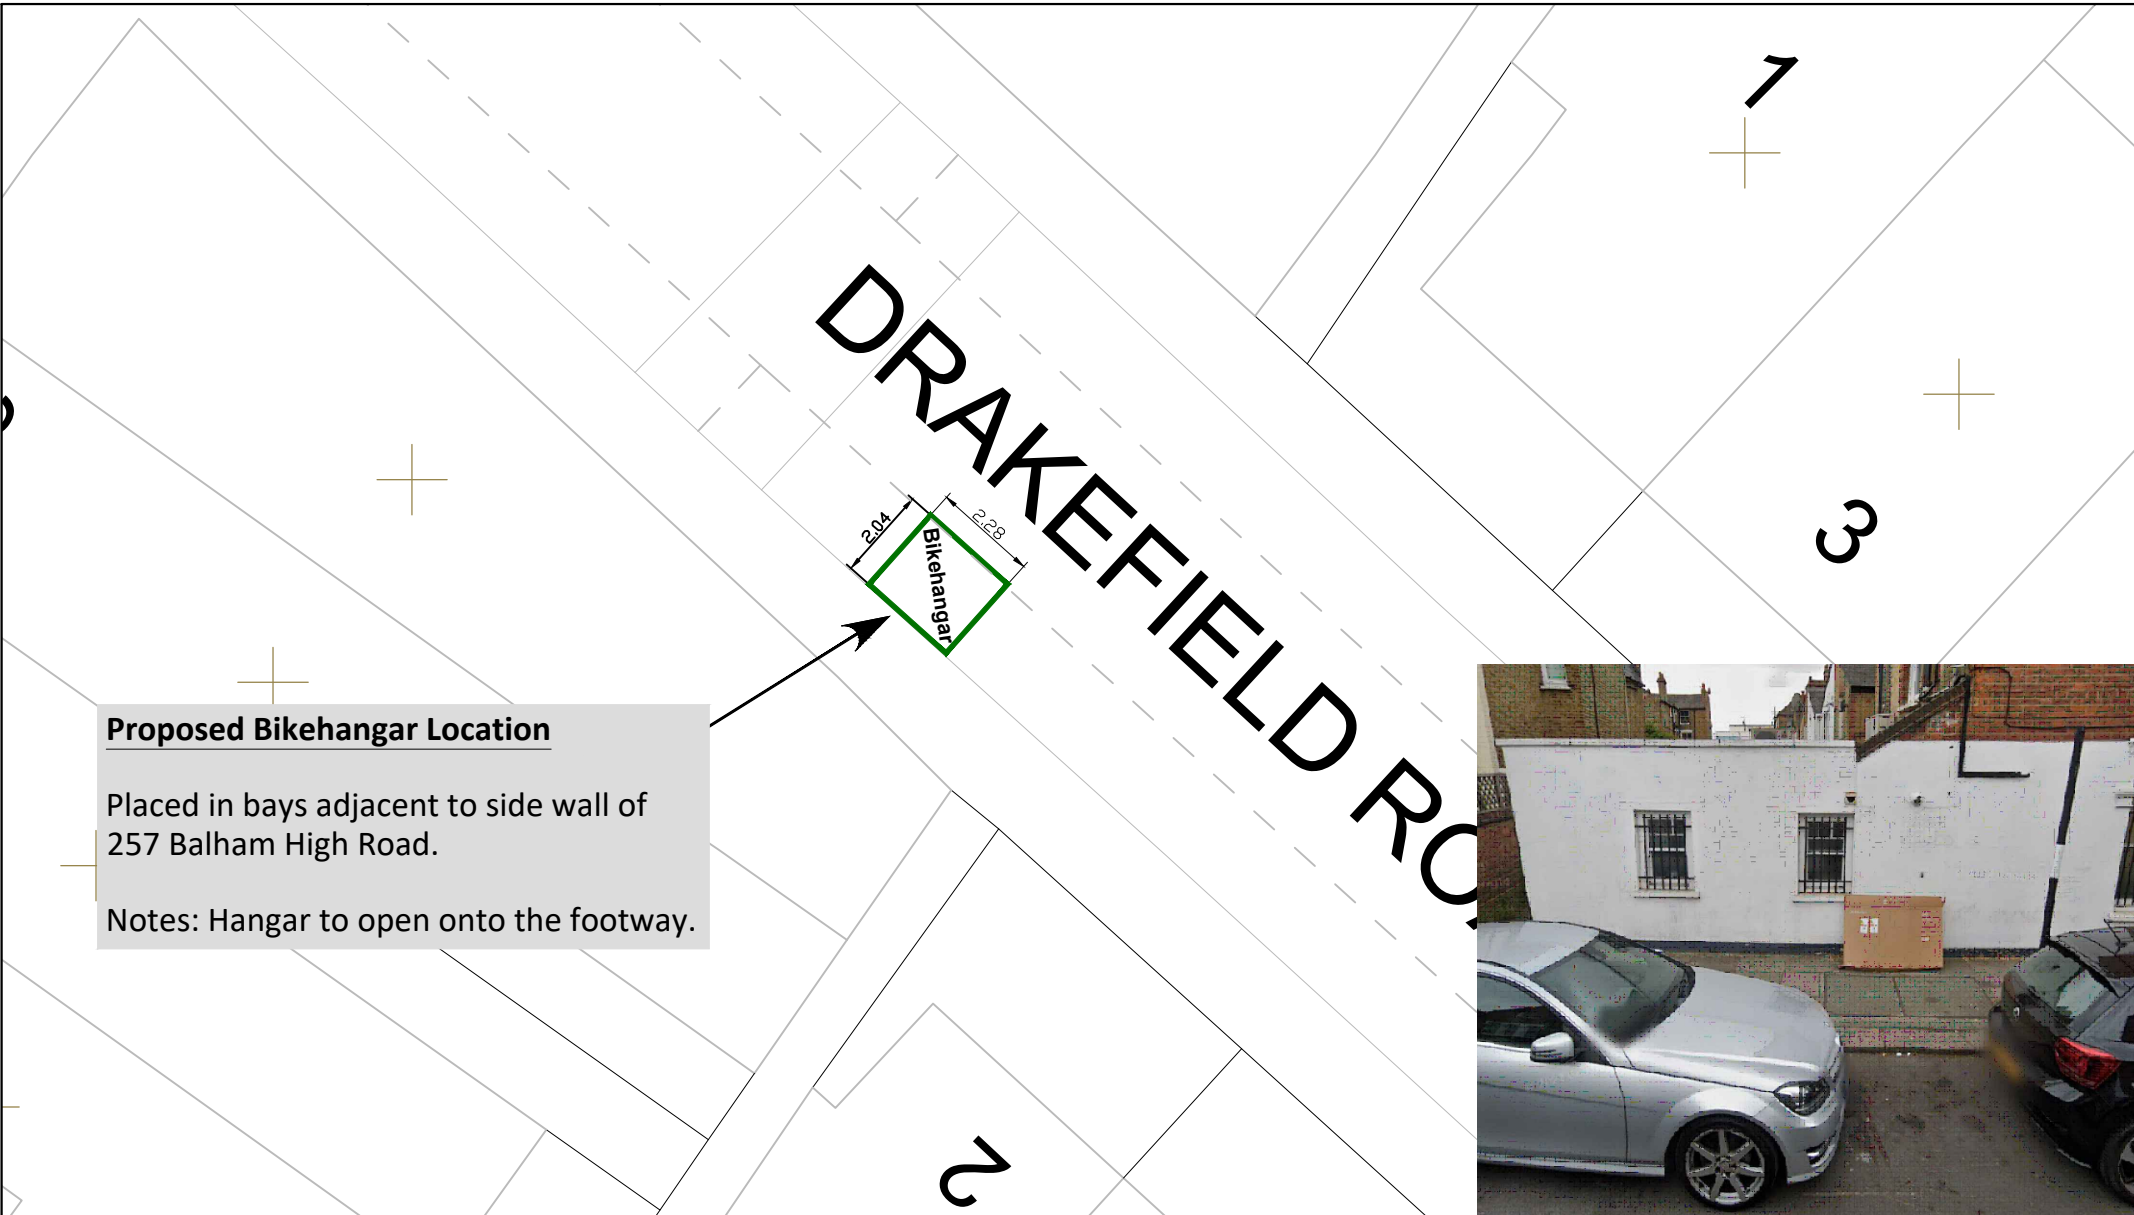 1
DRAKEFIELD ROA
2.04
2.28
Bikehangar
3
Proposed Bikehangar Location
Placed in bays adjacent to side wall of
257 Balham High Road.
Notes: Hangar to open onto the footway.
2